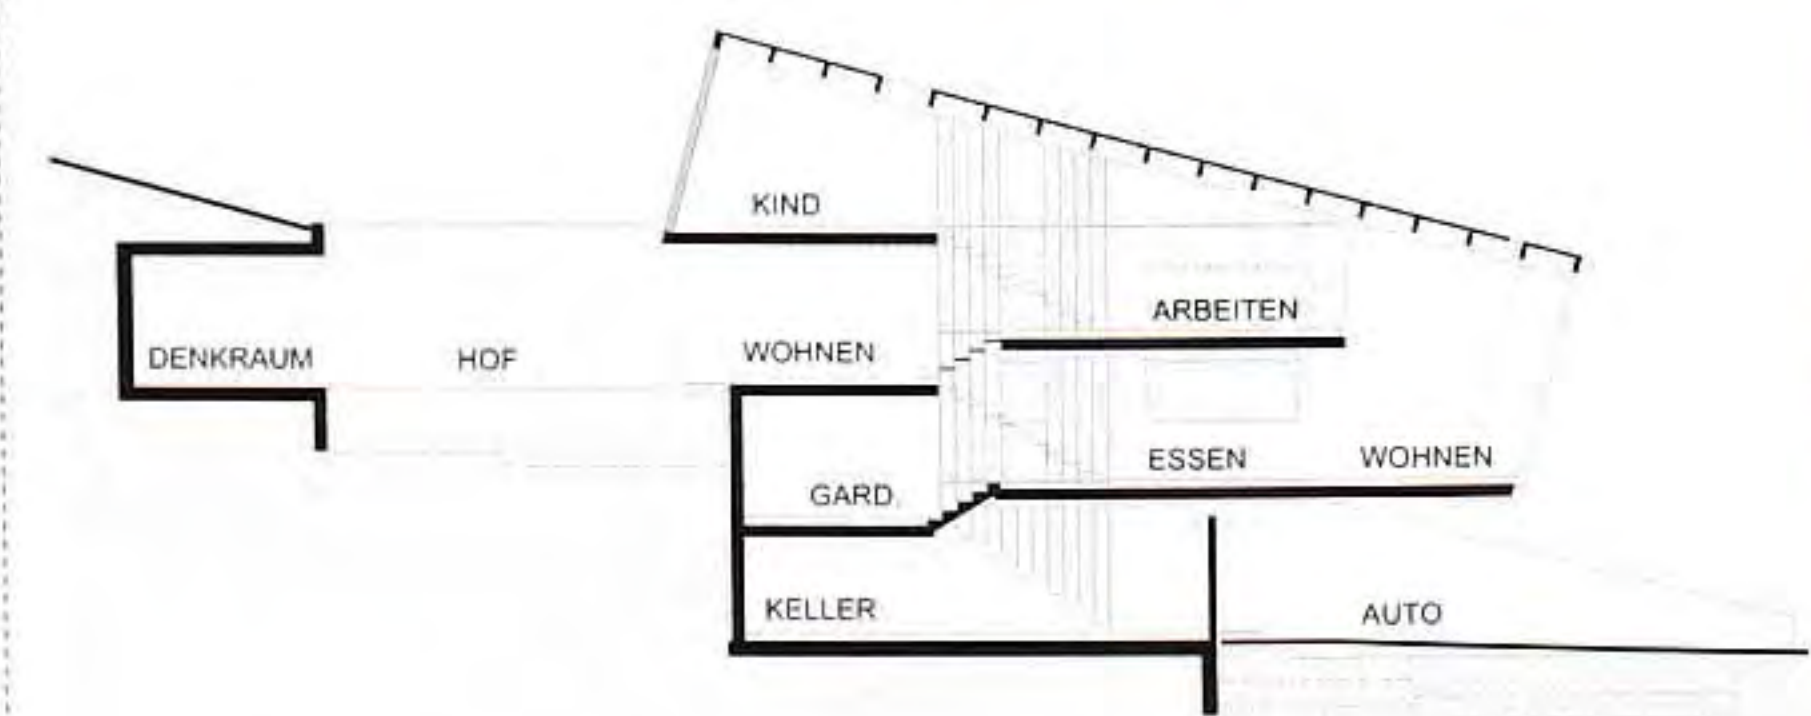 KIND
ARBEITEN
DENKRAUM
HOF
WOHNEN
ESSEN
WOHNEN
GARD.
KELLER
AUTO